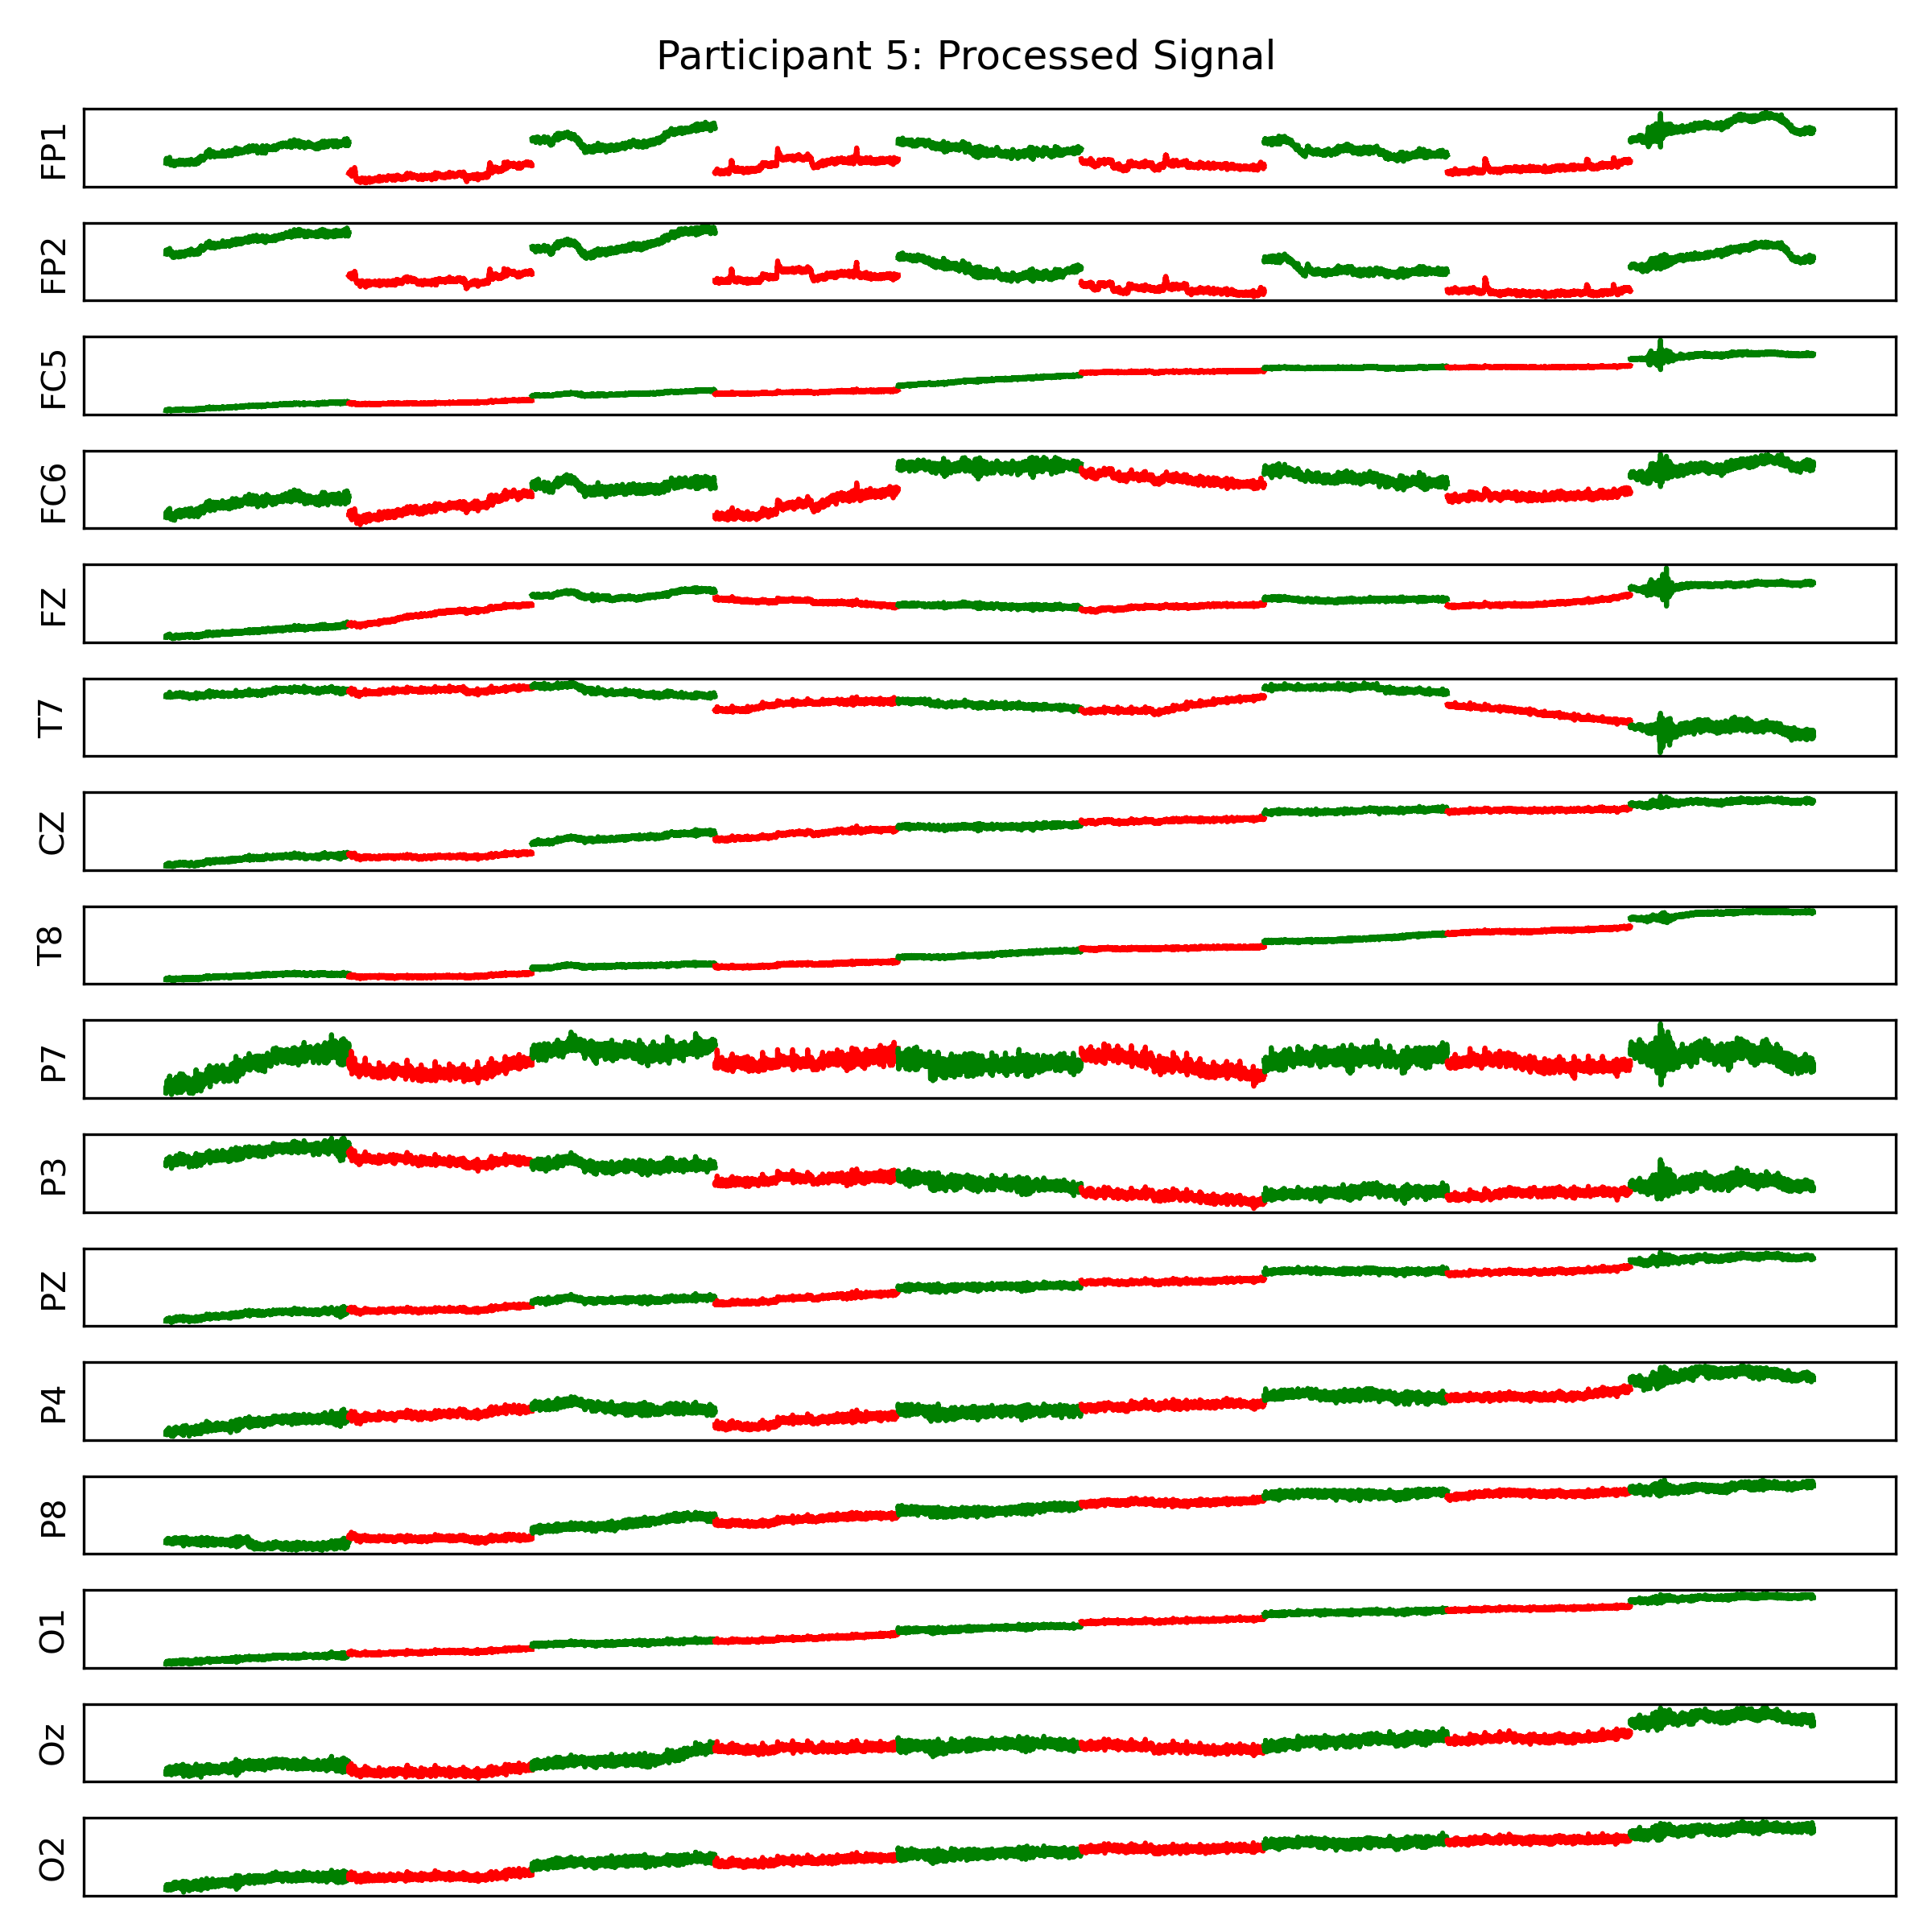 Participant 5: Processed Signal
FP1
FP2
FC5
FC6
FZ
T7
CZ
T8
P7
P3
PZ
P4
P8
O1
Oz
O2